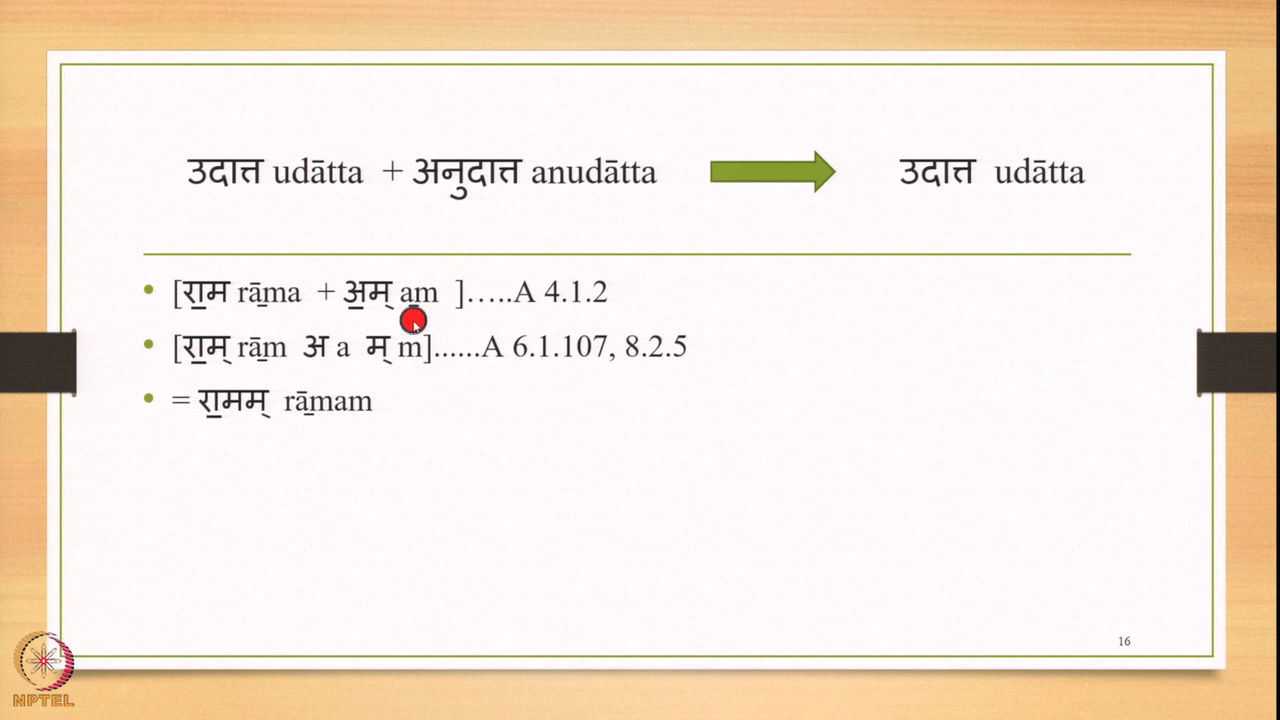 उदात्त udātta + अनुदात्त anudātta उदात्त udātta
• [रा॒म rā̱ma + अ॒म् a̱m ]…..A 4.1.2
• [रा॒म् rā̱m अ a म् m]......A 6.1.107, 8.2.5
• = रा॒मम् rā̱mam
16
NPTEL